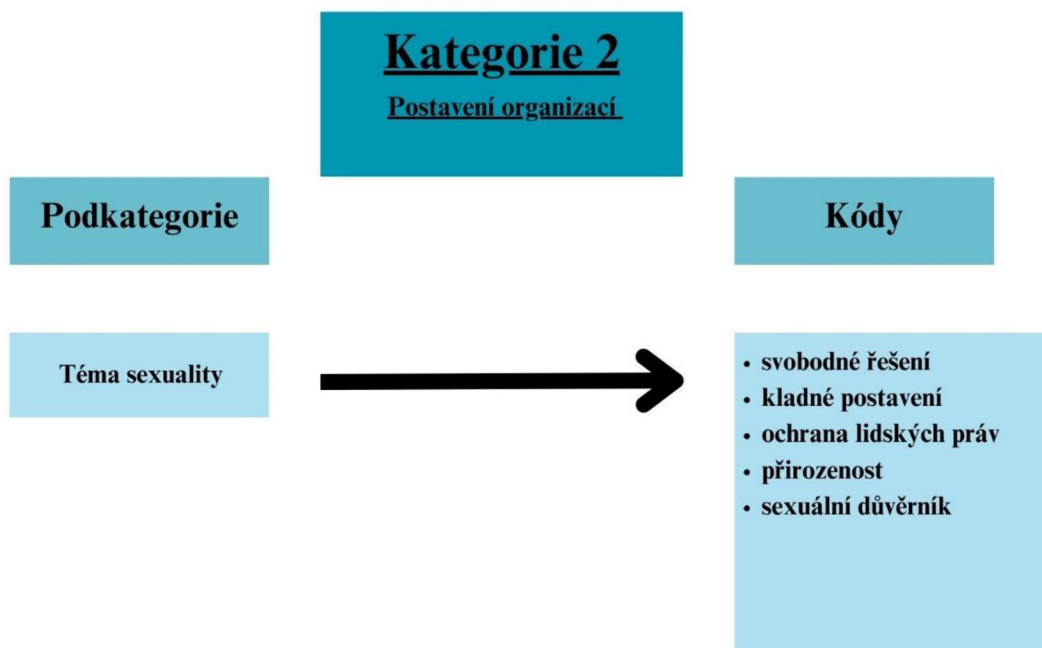 Kategorie 2
Postavení organizací
Podkategorie
Kódy
Téma sexuality
• svobodné řešení
• kladné postavení
• ochrana lidských práv
• přirozenost
• sexuální důvěrník